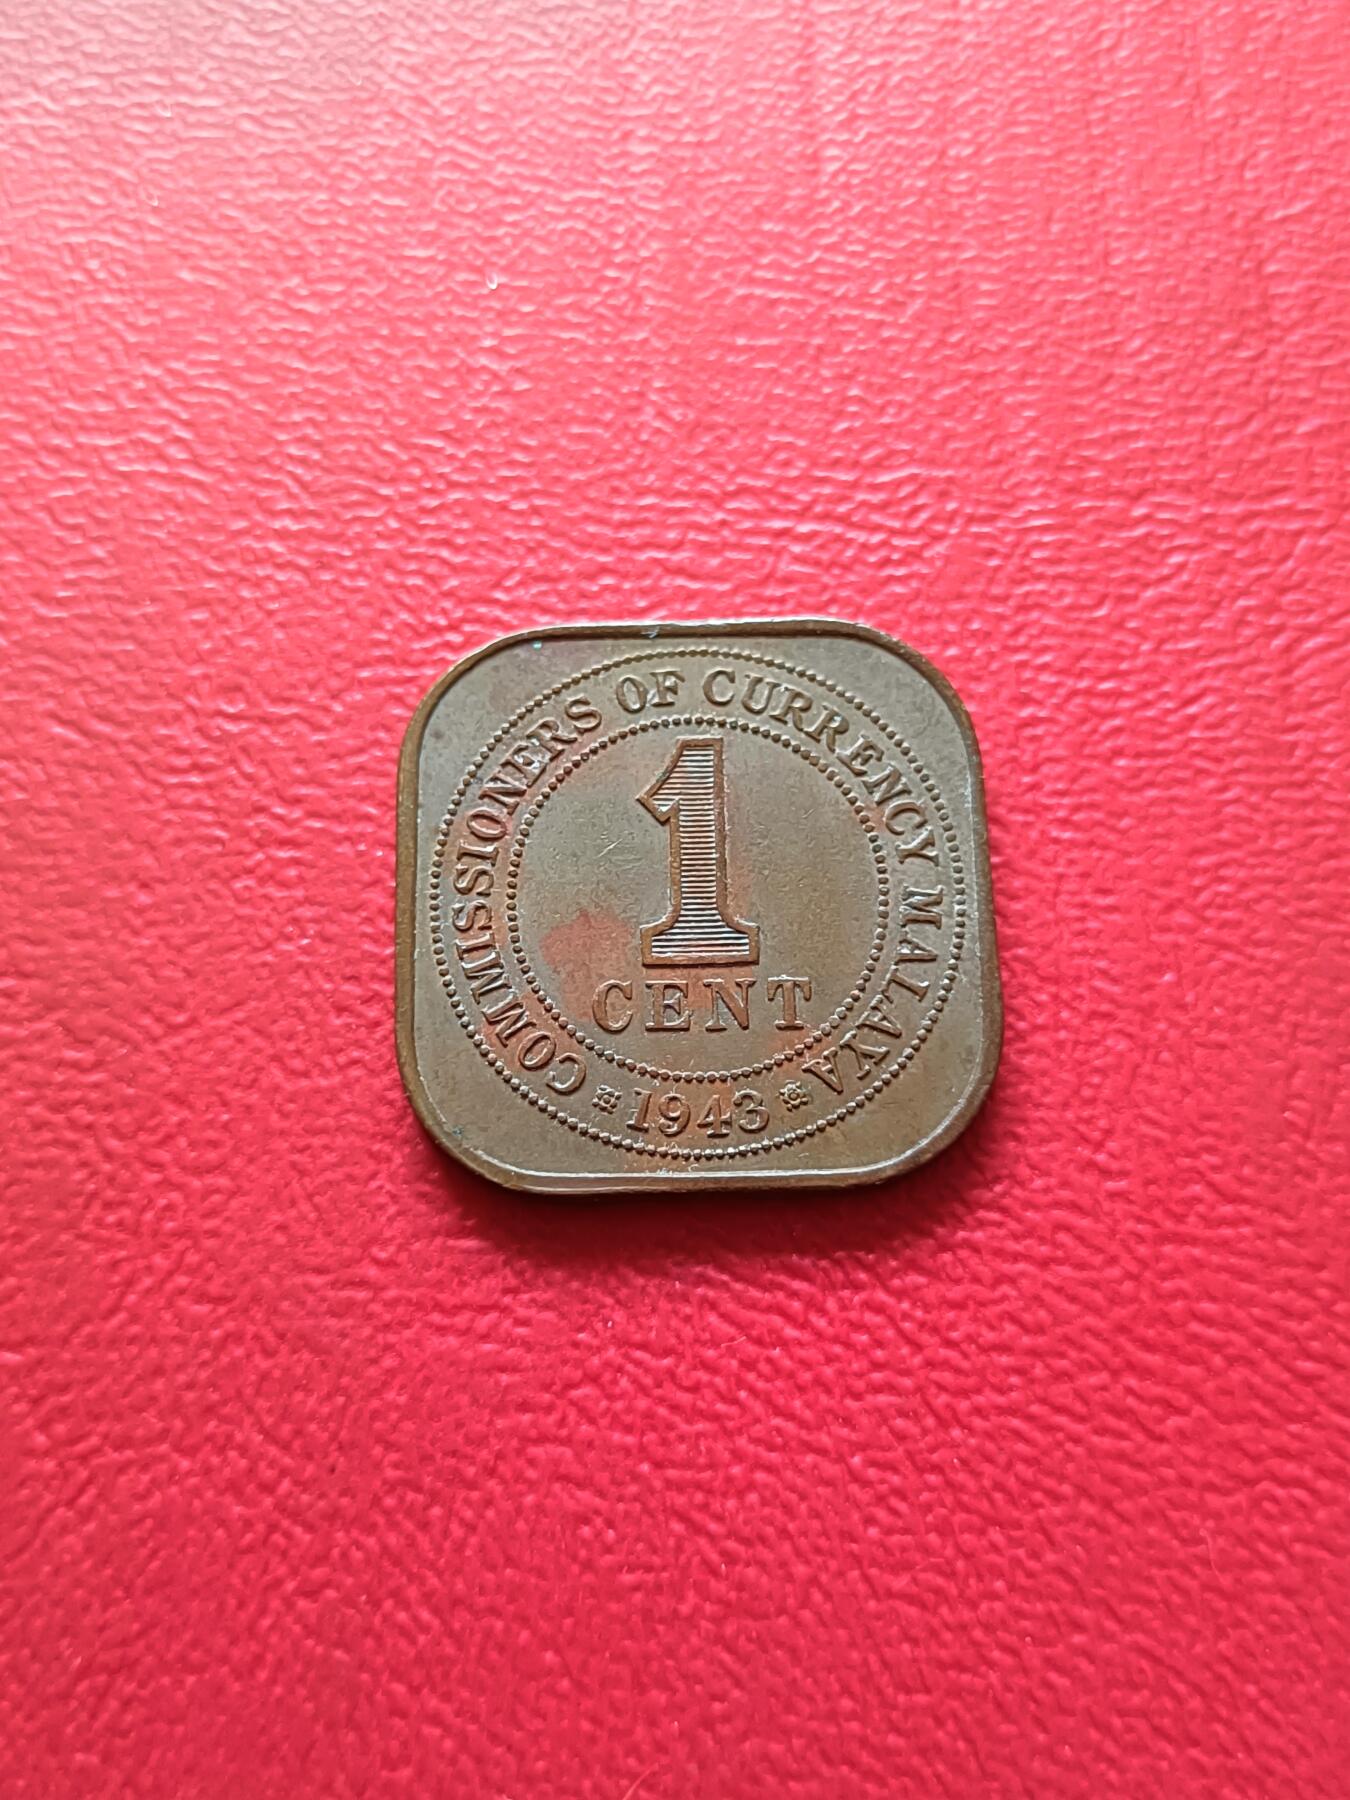 COMMISSIONERS OF CURRENCY MALAYA
1
CENT
1943